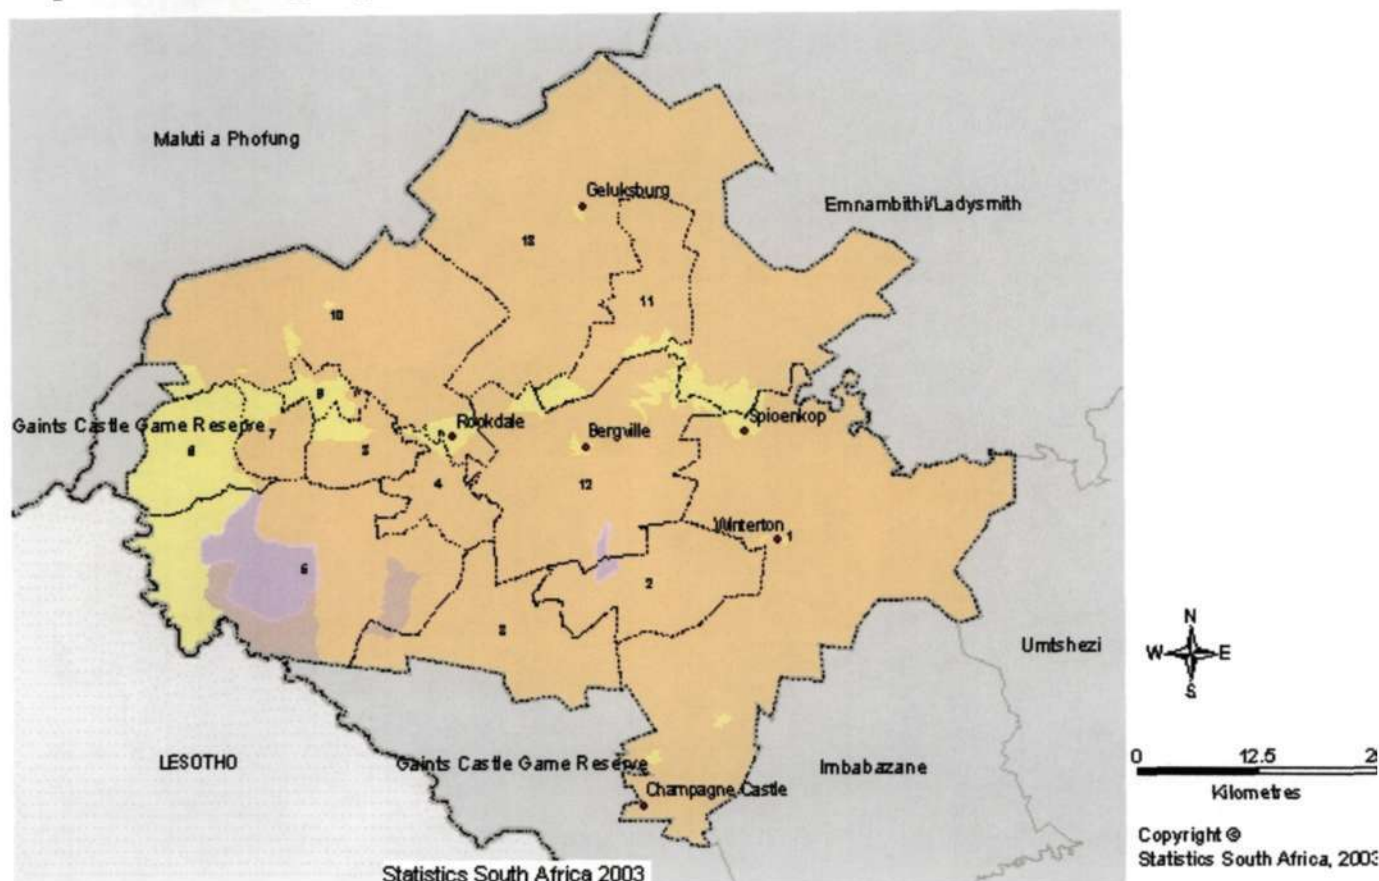 Maluti a Phofung
Geluksburg
Emnambithi/Ladysmith
13
11
10
9
Rookdale
Spioenkop
Gaints Castle Game Reserve
7
Bergville
8
5
4
12
Winterton
1
6
2
3
Umtshezi
N
W E
S
LESOTHO
Gaints Castle Game Reserve
Imbabazane
0 12.5
Kilometres
Champagne Castle
Copyright ©
Statistics South Africa, 2003
Statistics South Africa 2003